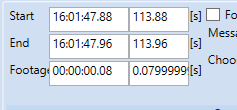 Start 16:01:47.88 113.88 [s] Fo
End 16:01:47.96 113.96 [s] Messa
Footage 00:00:00.08 0.0799999 [s] Choo